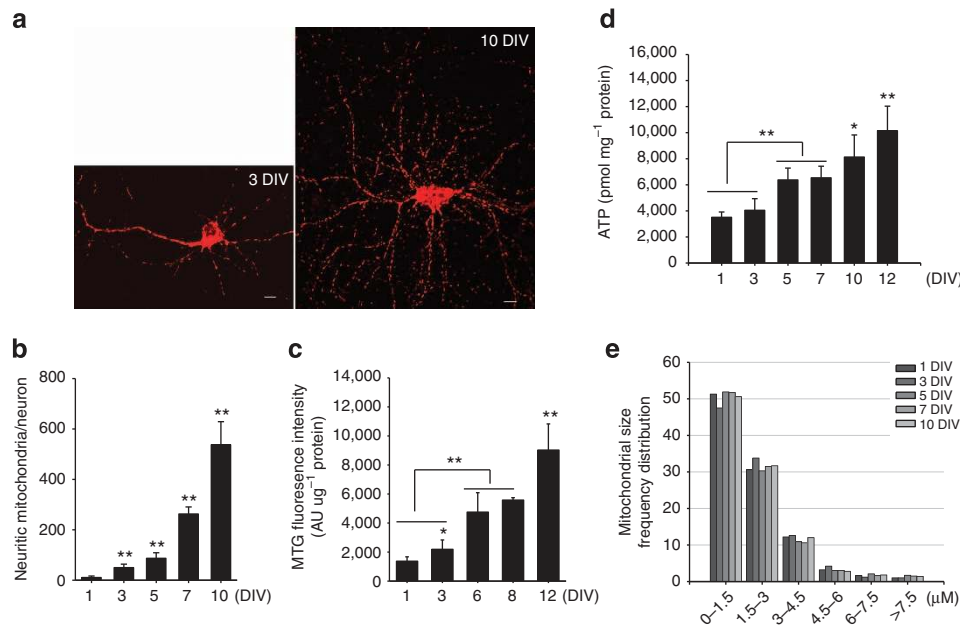 a
3 DIV
10 DIV
b
Neuritic mitochondria/neuron
800
600
400
200
0
** ** ** **
1 3 5 7 10 (DIV)
c
MTG fluoresence intensity
(AU ug⁻¹ protein)
14,000
12,000
10,000
8,000
6,000
4,000
2,000
0
**
**
*
1 3 6 8 12 (DIV)
d
ATP (pmol mg⁻¹ protein)
16,000
14,000
12,000
10,000
8,000
6,000
4,000
2,000
0
**
*
**
1 3 5 7 10 12 (DIV)
e
Mitochondrial size
frequency distribution
60
50
40
30
20
10
0
1 DIV
3 DIV
5 DIV
7 DIV
10 DIV
0–1.5 1.5–3 3–4.5 4.5–6 6–7.5 >7.5 (μM)